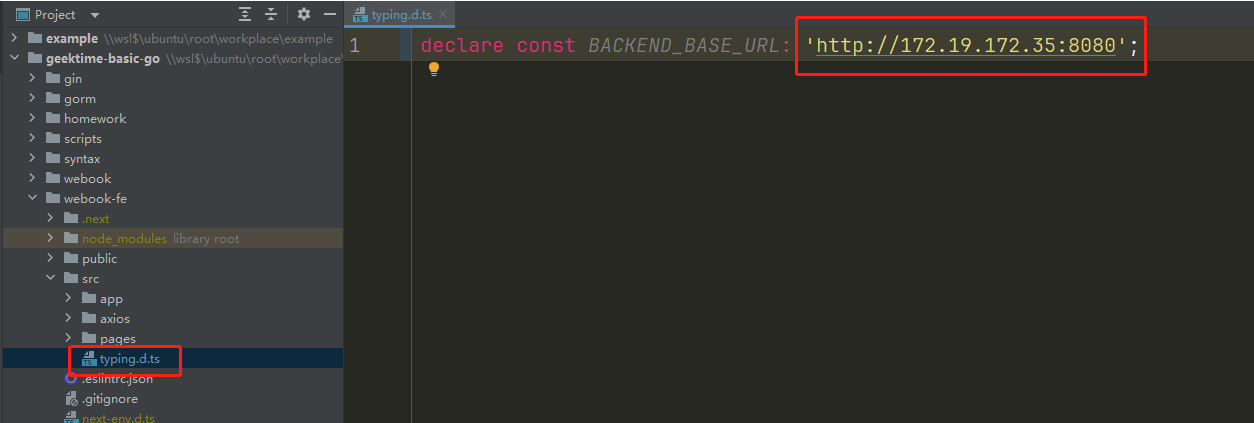 Project
typing.d.ts
example \\wsl$\ubuntu\root\workplace\example
geektime-basic-go \\wsl$\ubuntu\root\workplace\
gin
gorm
homework
scripts
syntax
webook
webook-fe
.next
node_modules library root
public
src
app
axios
pages
typing.d.ts
.eslintrc.json
.gitignore
next-env.d.ts
1 declare const BACKEND_BASE_URL: 'http://172.19.172.35:8080';